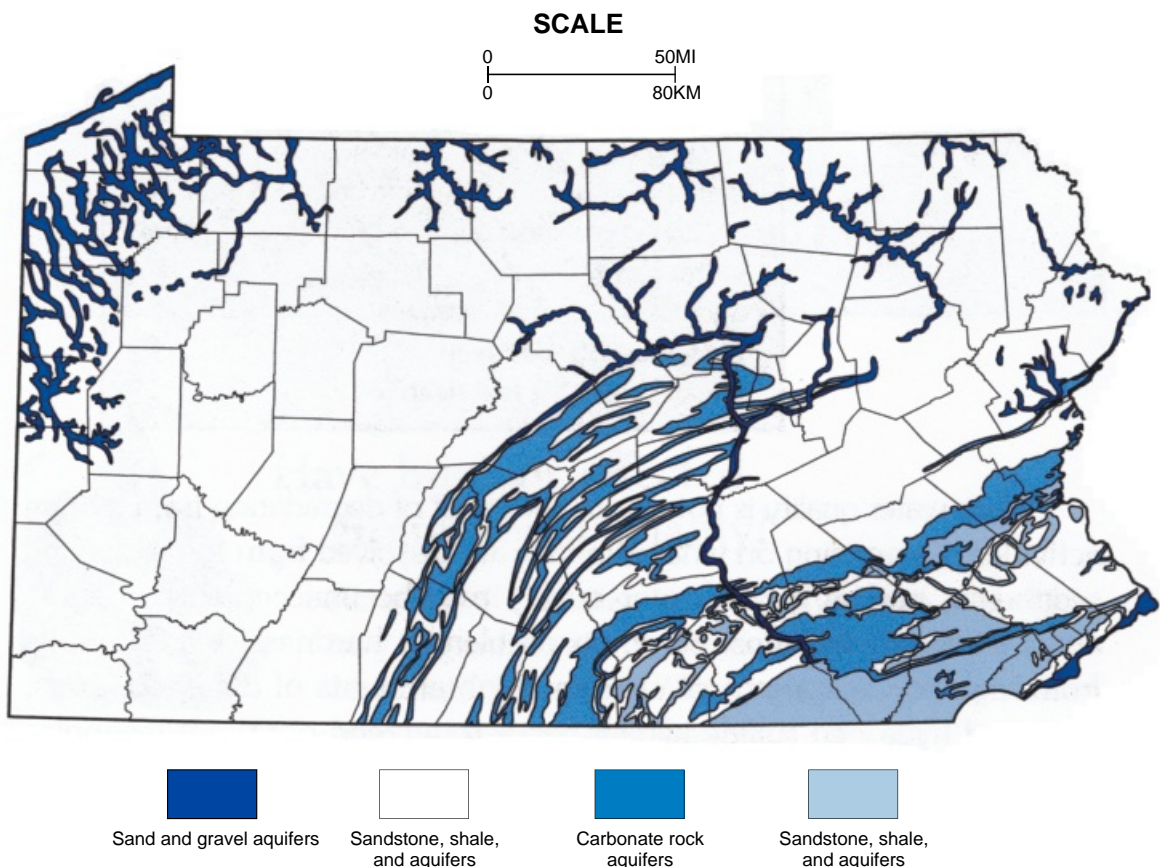 SCALE
0 50MI
0 80KM
Sand and gravel aquifers
Sandstone, shale,
and aquifers
Carbonate rock
aquifers
Sandstone, shale,
and aquifers